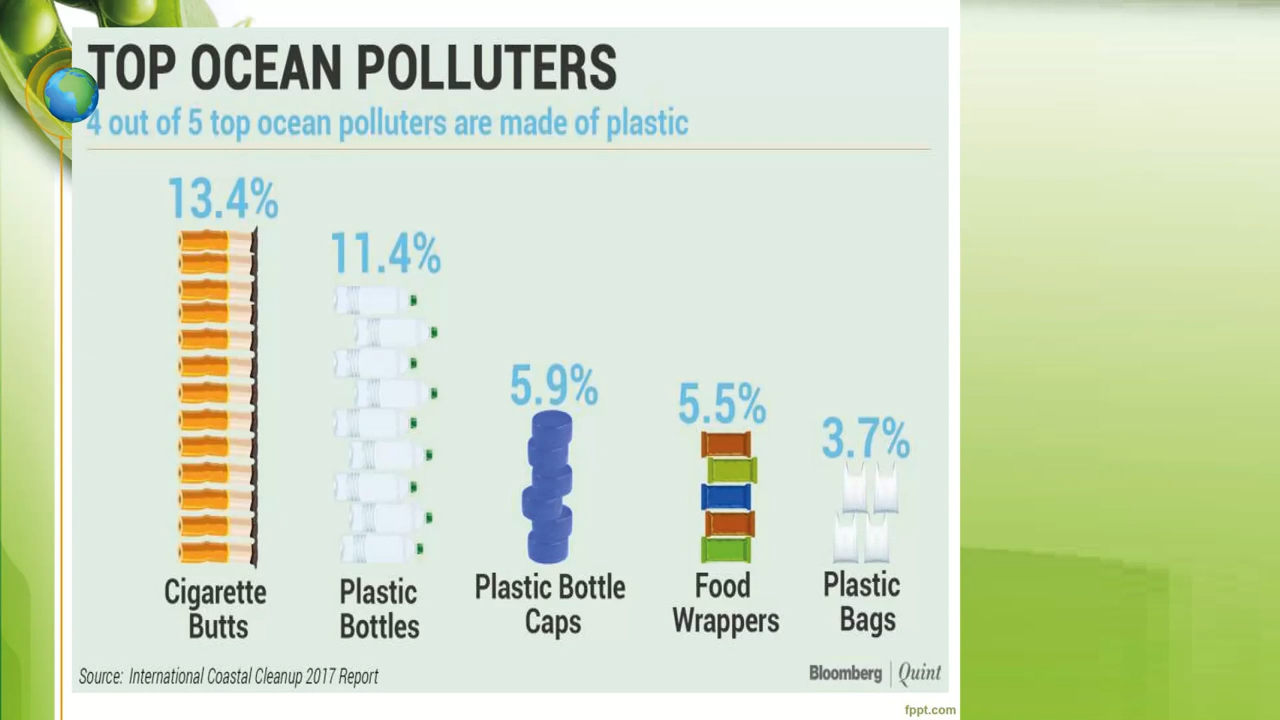 TOP OCEAN POLLUTERS
4 out of 5 top ocean polluters are made of plastic
13.4%
11.4%
5.9%
5.5%
3.7%
Cigarette
Butts
Plastic
Bottles
Plastic Bottle
Caps
Food
Wrappers
Plastic
Bags
Source: International Coastal Cleanup 2017 Report
Bloomberg | Quint
fppt.com